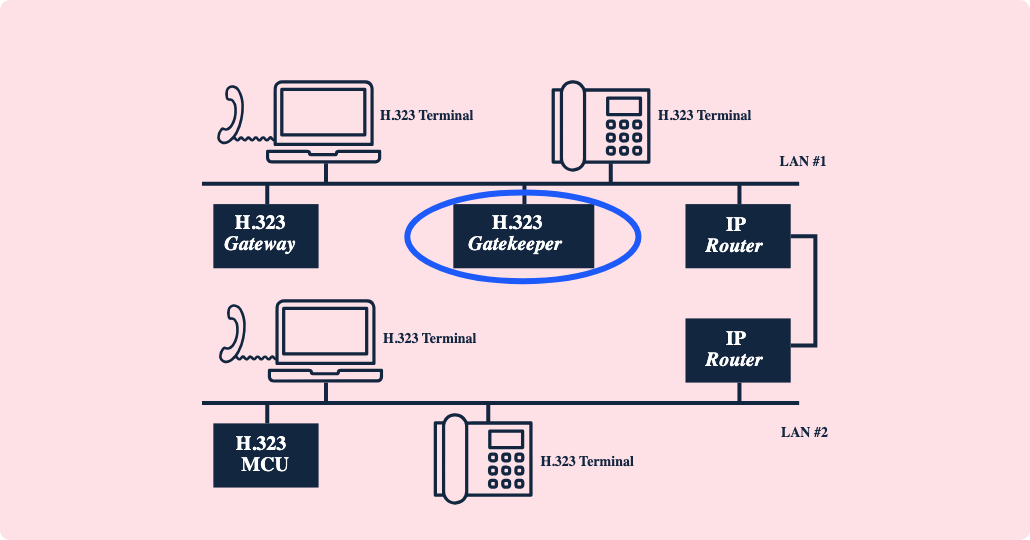 H.323 Terminal
H.323 Terminal
LAN #1
H.323
Gateway
H.323
Gatekeeper
IP
Router
H.323 Terminal
IP
Router
LAN #2
H.323
MCU
H.323 Terminal